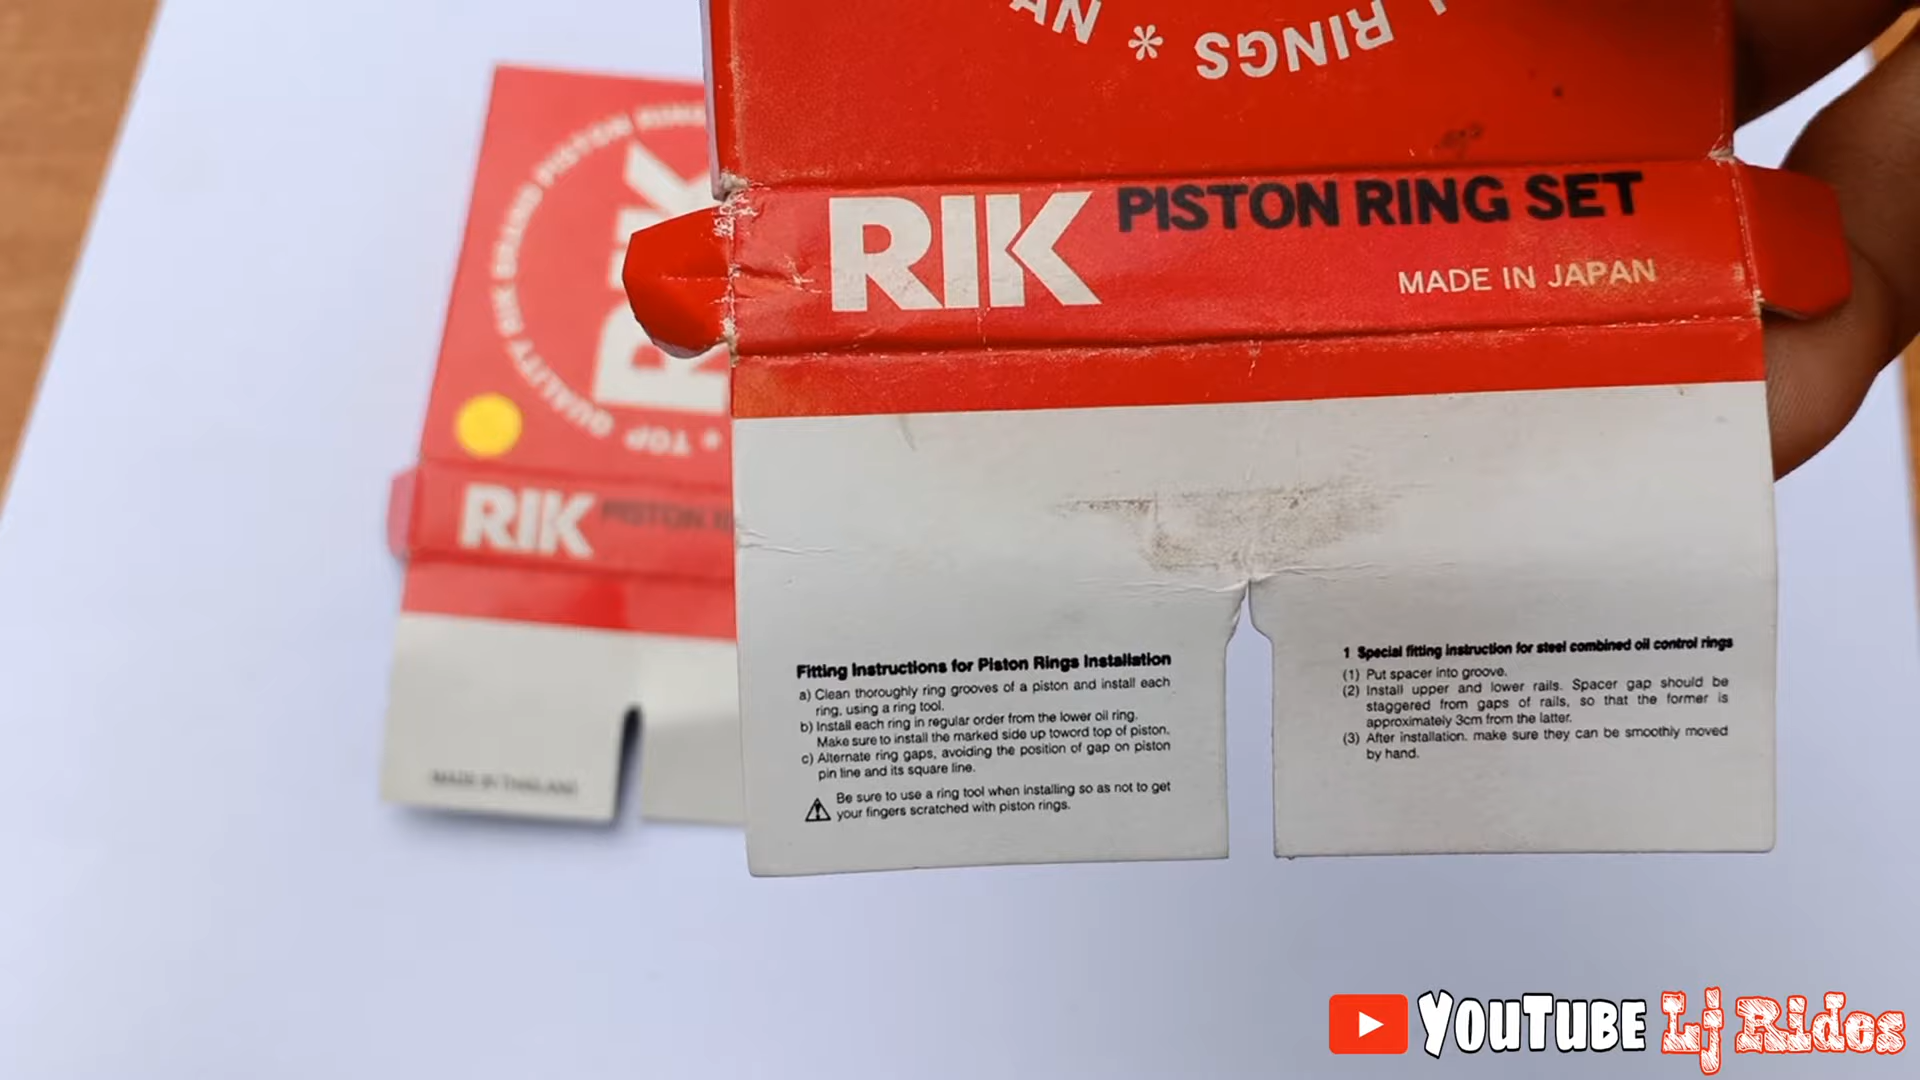 RINGS * 
RIK PISTON RING SET
MADE IN JAPAN
Fitting Instructions for Piston Rings Installation
a) Clean thoroughly ring grooves of a piston and install each
ring, using a ring tool.
b) Install each ring in regular order from the lower oil ring.
Make sure to install the marked side up toword top of piston.
c) Alternate ring gaps, avoiding the position of gap on piston
pin line and its square line.
Be sure to use a ring tool when installing so as not to get
your fingers scratched with piston rings.
1 Special fitting instruction for steel combined oil control rings
(1) Put spacer into groove.
(2) Install upper and lower rails. Spacer gap should be
staggered from gaps of rails, so that the former is
approximately 3cm from the latter.
(3) After installation. make sure they can be smoothly moved
by hand.
TOP QUALITY RIK BRAND PISTON RINGS
RIK
RIK PISTON
MADE IN THAILAND
YouTube Lj Rides